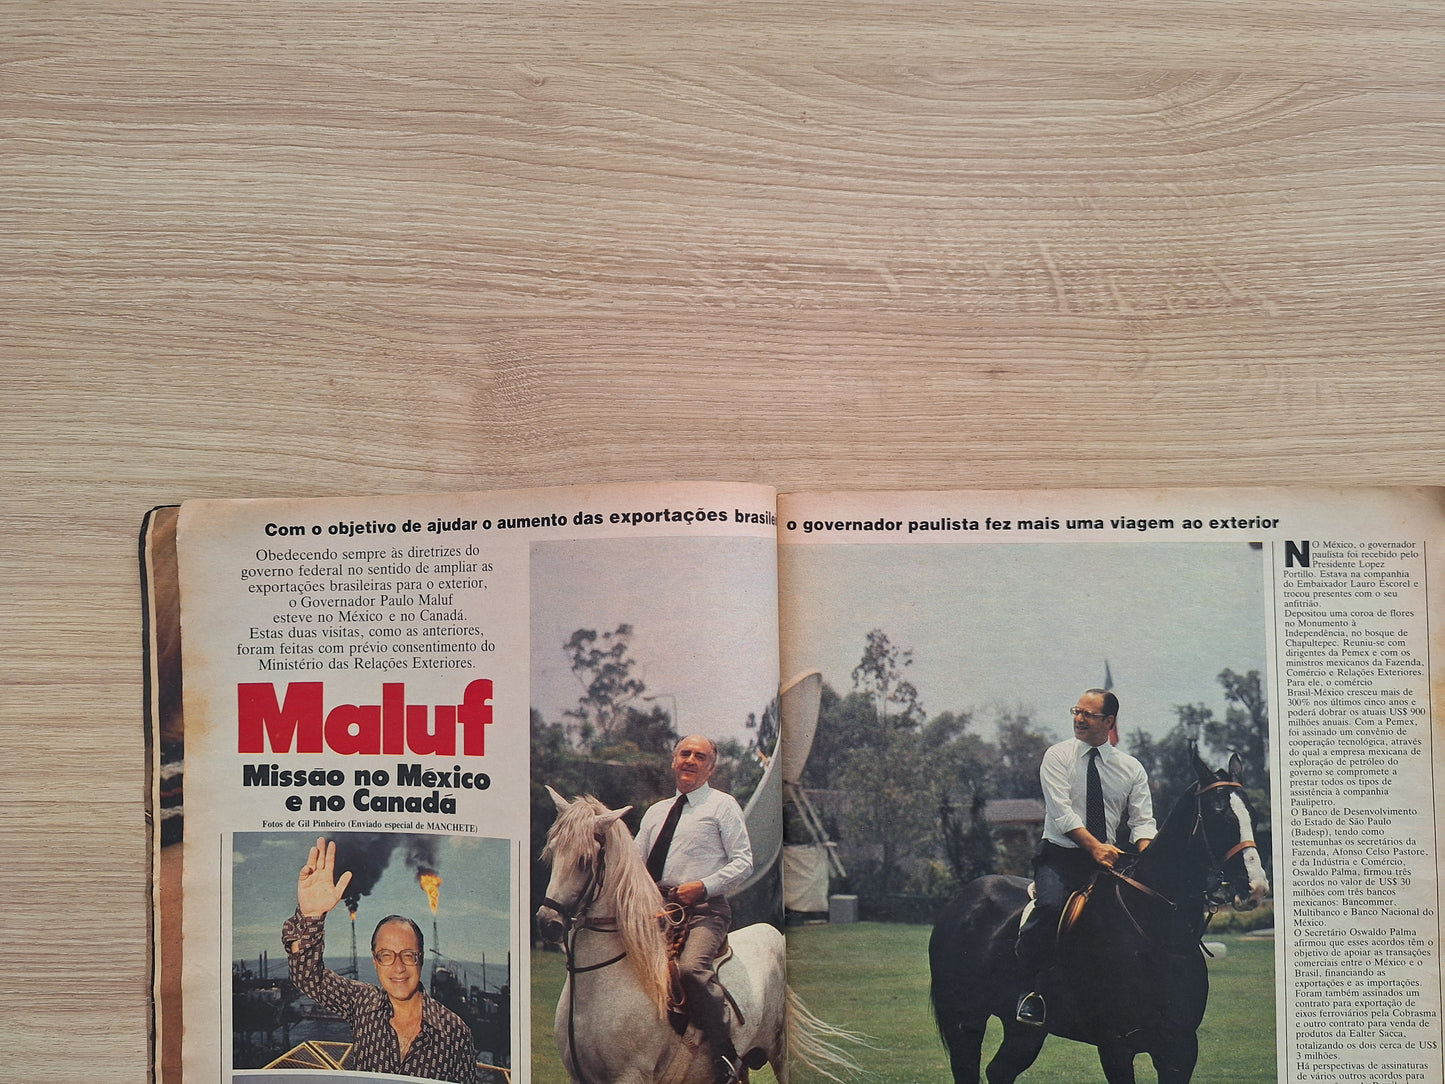 Com o objetivo de ajudar o aumento das exportações brasilei o governador paulista fez mais uma viagem ao exterior
Obedecendo sempre às diretrizes do
governo federal no sentido de ampliar as
exportações brasileiras para o exterior,
o Governador Paulo Maluf
esteve no México e no Canadá.
Estas duas visitas, como as anteriores,
foram feitas com prévio consentimento do
Ministério das Relações Exteriores.
Maluf
Missão no México
e no Canadá
Fotos de Gil Pinheiro (Enviado especial de MANCHETE)
NO México, o governador
paulista foi recebido pelo
Presidente Lopez
Portillo. Estava na companhia
do Embaixador Lauro Escorel e
trocou presentes com o seu
anfitrião.
Depositou uma coroa de flores
no Monumento à
Independência, no bosque de
Chapultepec. Reuniu-se com
dirigentes da Pemex e com os
ministros mexicanos da Fazenda,
Comércio e Relações Exteriores.
Para ele, o comércio
Brasil-México cresceu mais de
300% nos últimos cinco anos e
poderá dobrar os atuais US$ 900
milhões anuais. Com a Pemex,
foi assinado um convênio de
cooperação tecnológica, através
do qual a empresa mexicana de
exploração de petróleo do
governo se compromete a
prestar todos os tipos de
assistência à companhia
Paulipetro.
O Banco de Desenvolvimento
do Estado de São Paulo
(Badesp), tendo como
testemunhas os secretários da
Fazenda, Afonso Celso Pastore,
e da Indústria e Comércio,
Oswaldo Palma, firmou três
acordos no valor de US$ 30
milhões com três bancos
mexicanos: Bancommer,
Multibanco e Banco Nacional do
México.
O Secretário Oswaldo Palma
afirmou que esses acordos têm o
objetivo de apoiar as transações
comerciais entre o México e o
Brasil, financiando as
exportações e as importações.
Foram também assinados um
contrato para exportação de
eixos ferroviários pela Cobrasma
e outro contrato para venda de
produtos da Ealter Sacca,
totalizando os dois cerca de US$
3 milhões.
Há perspectivas de assinaturas
de vários outros acordos para